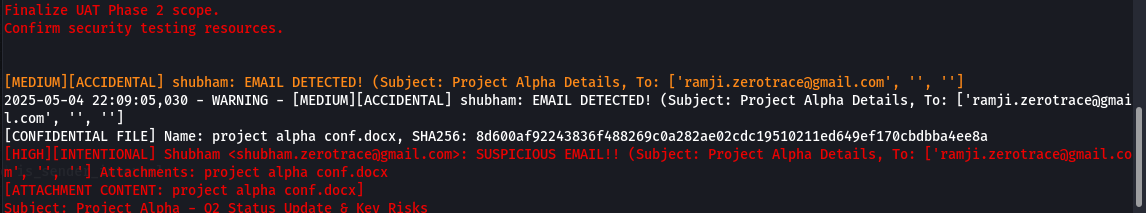 Finalize UAT Phase 2 scope.
Confirm security testing resources.
[MEDIUM][ACCIDENTAL] shubham: EMAIL DETECTED! (Subject: Project Alpha Details, To: ['ramji.zerotrace@gmail.com', '', '']
2025-05-04 22:09:05,030 - WARNING - [MEDIUM][ACCIDENTAL] shubham: EMAIL DETECTED! (Subject: Project Alpha Details, To: ['ramji.zerotrace@gmai
l.com', '', '']
[CONFIDENTIAL FILE] Name: project alpha conf.docx, SHA256: 8d600af92243836f488269c0a282ae02cdc19510211ed649ef170cbdbba4ee8a
[HIGH][INTENTIONAL] Shubham <shubham.zerotrace@gmail.com>: SUSPICIOUS EMAIL!! (Subject: Project Alpha Details, To: ['ramji.zerotrace@gmail.co
m', '', ''] Attachments: project alpha conf.docx
[ATTACHMENT CONTENT: project alpha conf.docx]
Subject: Project Alpha - Q2 Status Update & Key Risks